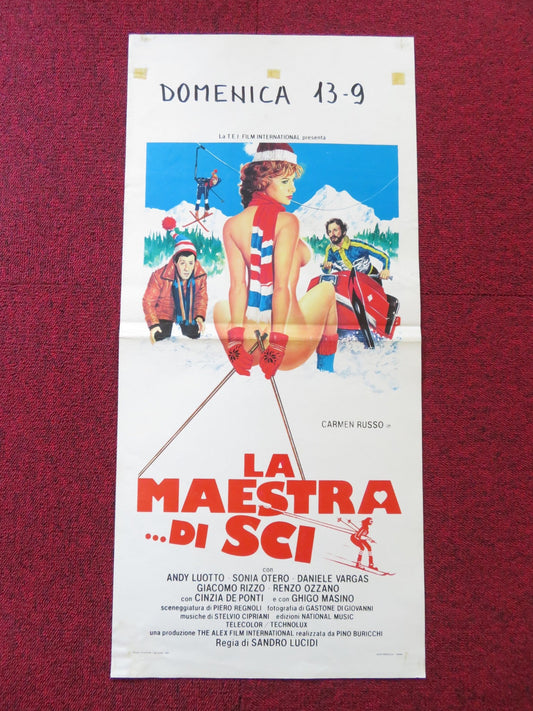 DOMENICA 13-9
La T.E.I. FILM INTERNATIONAL presenta
CARMEN RUSSO in
LA
MAESTRA
...DI SCI
con
ANDY LUOTTO - SONIA OTERO - DANIELE VARGAS
GIACOMO RIZZO - RENZO OZZANO
con CINZIA DE PONTI e con GHIGO MASINO
sceneggiatura di PIERO REGNOLI fotografia di GASTONE DI GIOVANNI
musiche di STELVIO CIPRIANI edizioni NATIONAL MUSIC
TELECOLOR / TECHNOLUX
una produzione THE ALEX FILM INTERNATIONAL realizzata da PINO BURICCHI
Regia di SANDRO LUCIDI